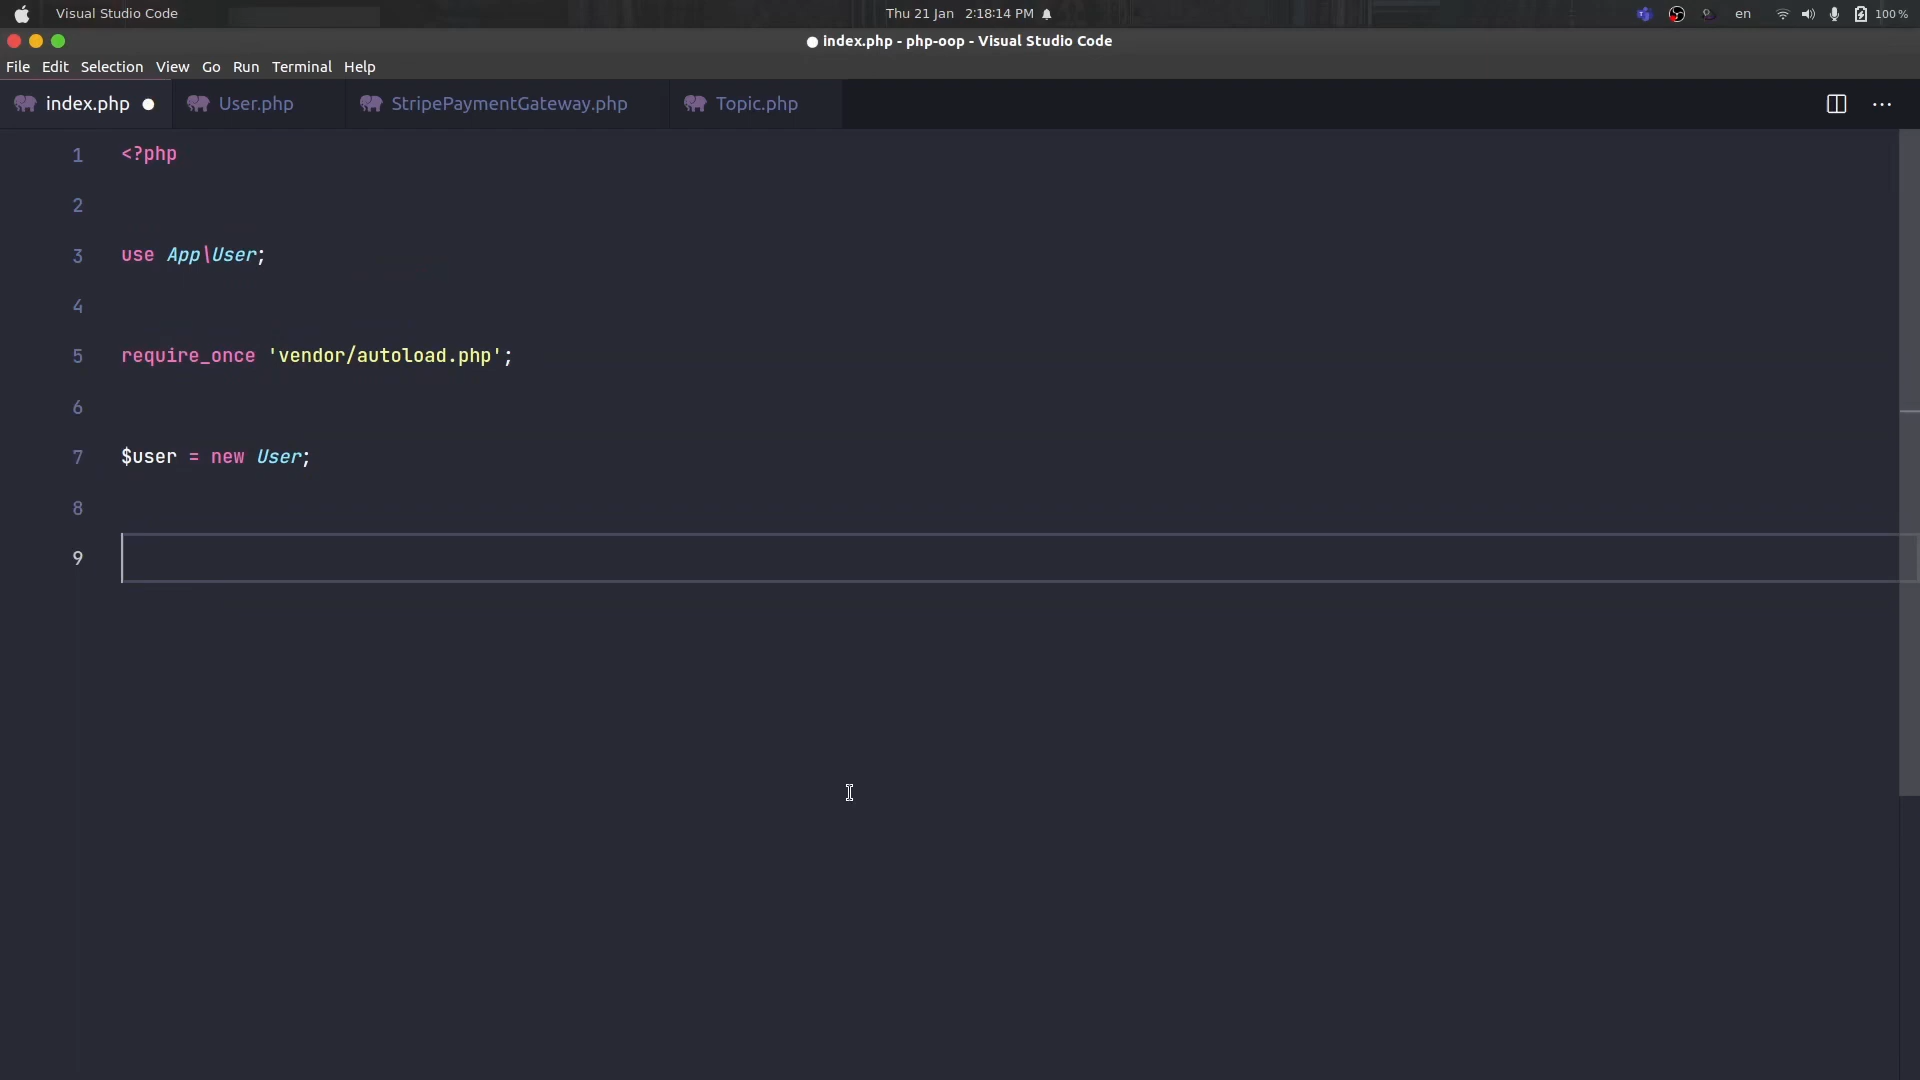 Visual Studio Code
Thu 21 Jan 2:18:14 PM
en
100 %
● index.php - php-oop - Visual Studio Code
File Edit Selection View Go Run Terminal Help
index.php ●
User.php
StripePaymentGateway.php
Topic.php
1 <?php
2
3 use App\User;
4
5 require_once 'vendor/autoload.php';
6
7 $user = new User;
8
9